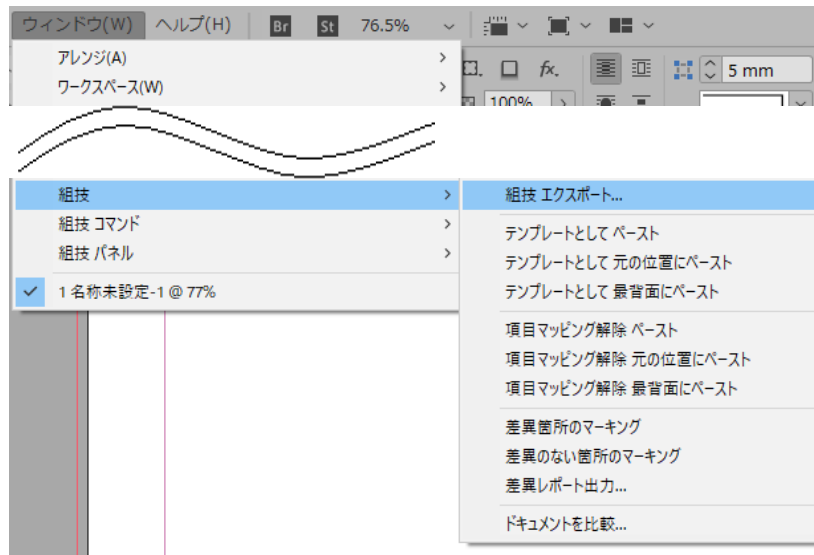 ウィンドウ(W) ヘルプ(H) Br St 76.5%
アレンジ(A)
ワークスペース(W)
fx. 5 mm
100%
組技
組技 コマンド
組技 パネル
1 名称未設定-1 @ 77%
組技 エクスポート...
テンプレートとして ペースト
テンプレートとして 元の位置にペースト
テンプレートとして 最背面にペースト
項目マッピング解除 ペースト
項目マッピング解除 元の位置にペースト
項目マッピング解除 最背面にペースト
差異箇所のマーキング
差異のない箇所のマーキング
差異レポート出力...
ドキュメントを比較...